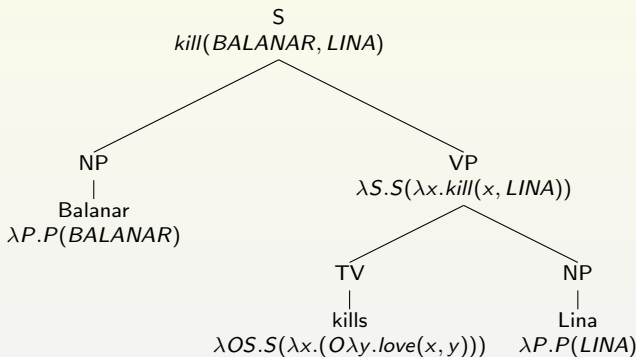 S
kill(BALANAR, LINA)
NP
VP
Balanar
λS.S(λx.kill(x, LINA))
λP.P(BALANAR)
TV
NP
kills
Lina
λOS.S(λx.(Oλy.love(x, y)))
λP.P(LINA)